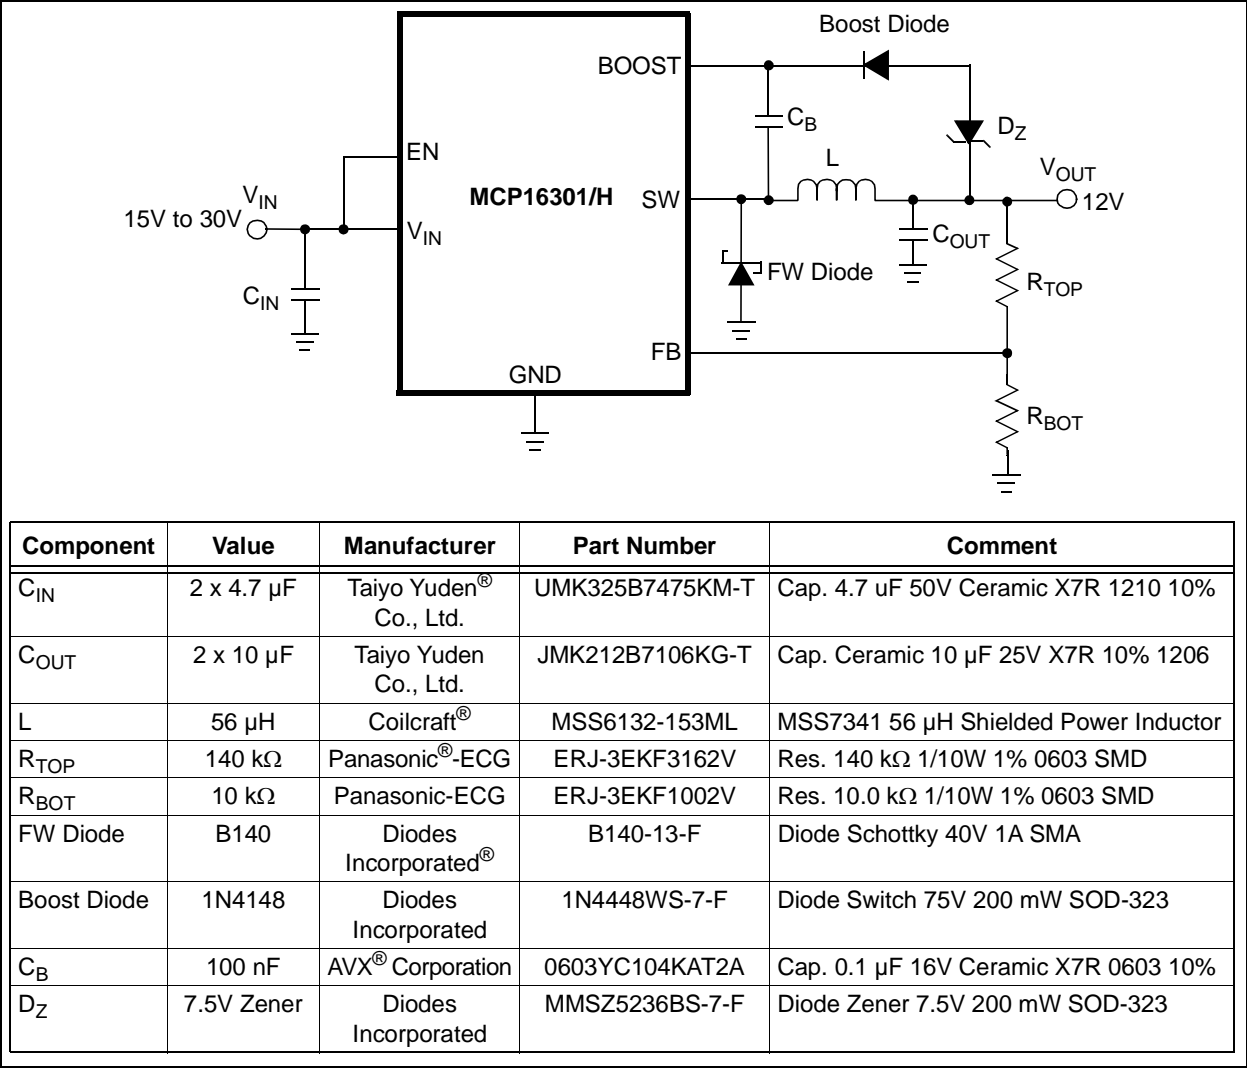 Boost Diode
BOOST
C_B
D_Z
EN
L
V_OUT
MCP16301/H
SW
V_IN
12V
15V to 30V
V_IN
C_OUT
FW Diode
R_TOP
C_IN
FB
GND
R_BOT
Component Value Manufacturer Part Number Comment
C_IN 2 x 4.7 µF Taiyo Yuden® UMK325B7475KM-T Cap. 4.7 uF 50V Ceramic X7R 1210 10%
Co., Ltd.
C_OUT 2 x 10 µF Taiyo Yuden JMK212B7106KG-T Cap. Ceramic 10 µF 25V X7R 10% 1206
Co., Ltd.
L 56 µH Coilcraft® MSS6132-153ML MSS7341 56 µH Shielded Power Inductor
R_TOP 140 kΩ Panasonic®-ECG ERJ-3EKF3162V Res. 140 kΩ 1/10W 1% 0603 SMD
R_BOT 10 kΩ Panasonic-ECG ERJ-3EKF1002V Res. 10.0 kΩ 1/10W 1% 0603 SMD
FW Diode B140 Diodes B140-13-F Diode Schottky 40V 1A SMA
Incorporated®
Boost Diode 1N4148 Diodes 1N4448WS-7-F Diode Switch 75V 200 mW SOD-323
Incorporated
C_B 100 nF AVX® Corporation 0603YC104KAT2A Cap. 0.1 µF 16V Ceramic X7R 0603 10%
D_Z 7.5V Zener Diodes MMSZ5236BS-7-F Diode Zener 7.5V 200 mW SOD-323
Incorporated